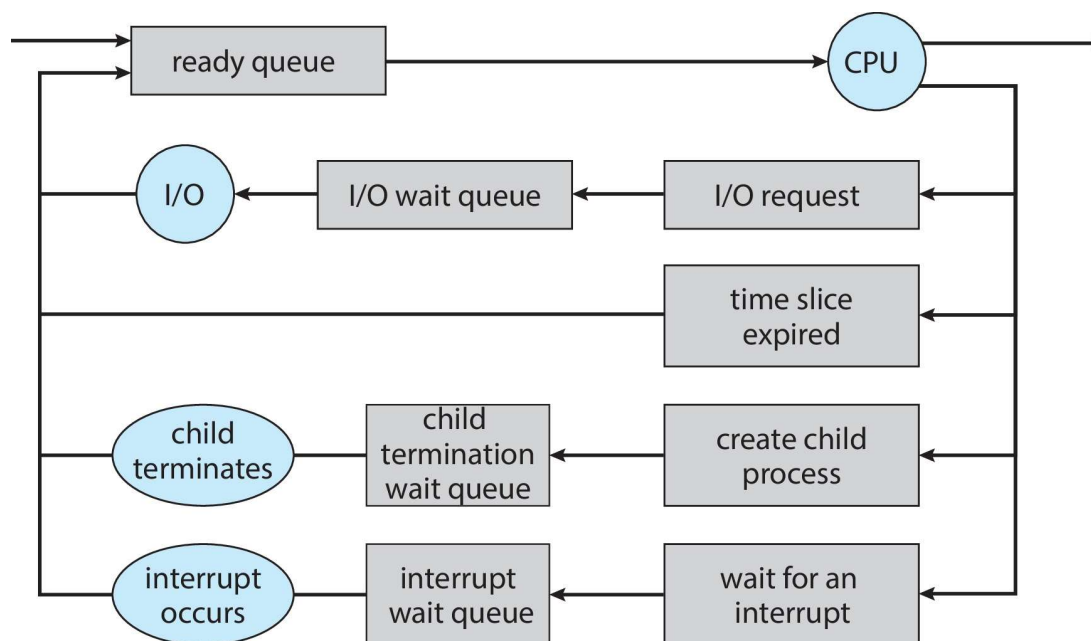 ready queue
CPU
I/O
I/O wait queue
I/O request
time slice
expired
child
terminates
child
termination
wait queue
create child
process
interrupt
occurs
interrupt
wait queue
wait for an
interrupt